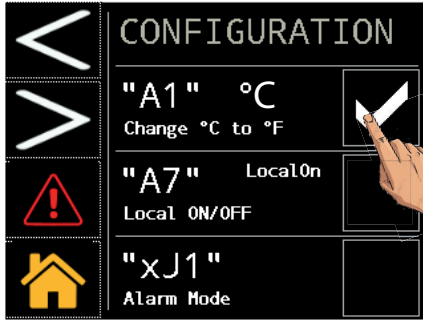 CONFIGURATION
"A1" °C
Change °C to °F
"A7" LocalOn
Local ON/OFF
"xJ1"
Alarm Mode